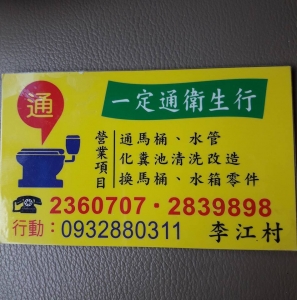 通
一定通衛生行
營業項目
通馬桶、水管
化糞池清洗改造
換馬桶、水箱零件
2360707・2839898
行動：0932880311 李江村